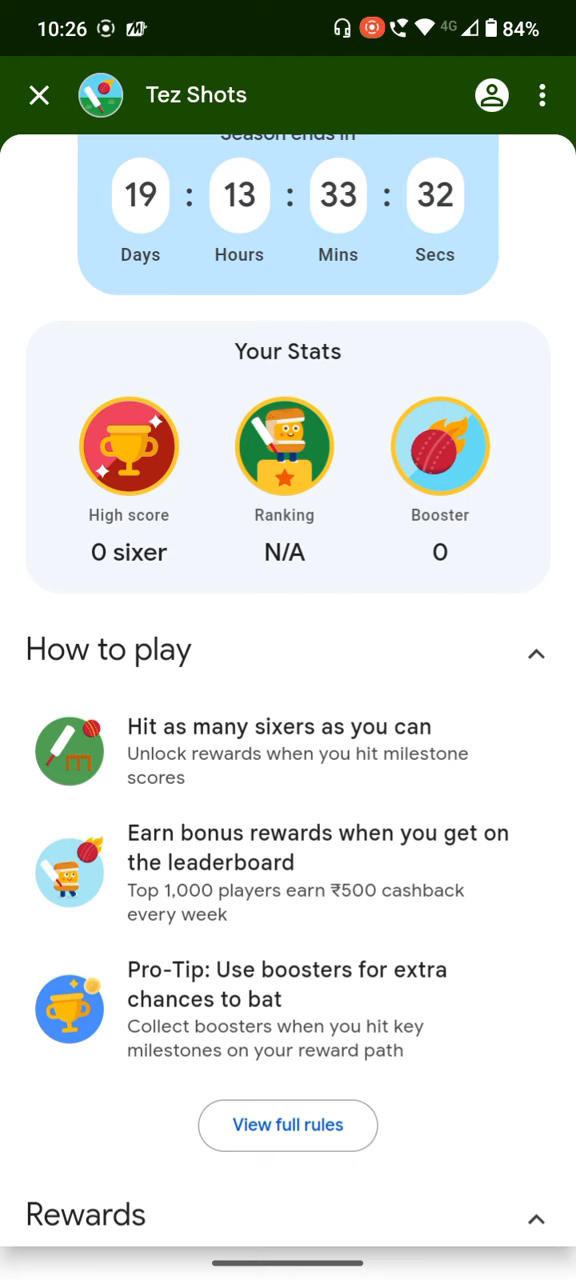 10:26 4G 84%
Tez Shots
Season ends in
19 : 13 : 33 : 32
Days Hours Mins Secs
Your Stats
High score Ranking Booster
0 sixer N/A 0
How to play
Hit as many sixers as you can
Unlock rewards when you hit milestone
scores
Earn bonus rewards when you get on
the leaderboard
Top 1,000 players earn ₹500 cashback
every week
Pro-Tip: Use boosters for extra
chances to bat
Collect boosters when you hit key
milestones on your reward path
View full rules
Rewards